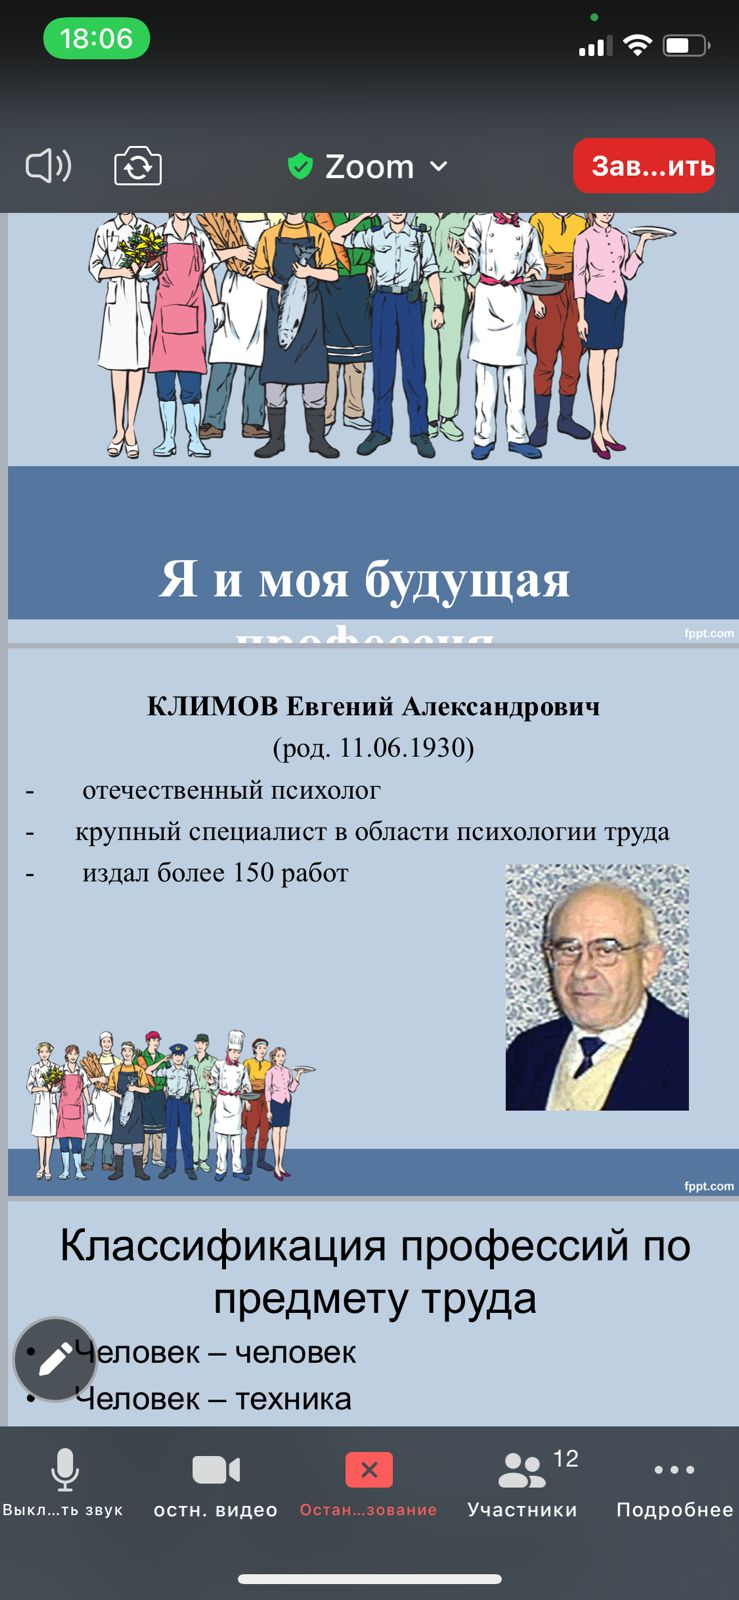 18:06
Zoom
Зав...ить
Я и моя будущая
профессия
fppt.com
КЛИМОВ Евгений Александрович
(род. 11.06.1930)
- отечественный психолог
- крупный специалист в области психологии труда
- издал более 150 работ
fppt.com
Классификация профессий по
предмету труда
• Человек – человек
• Человек – техника
12
Выкл...ть звук
остн. видео
Остан...зование
Участники
Подробнее